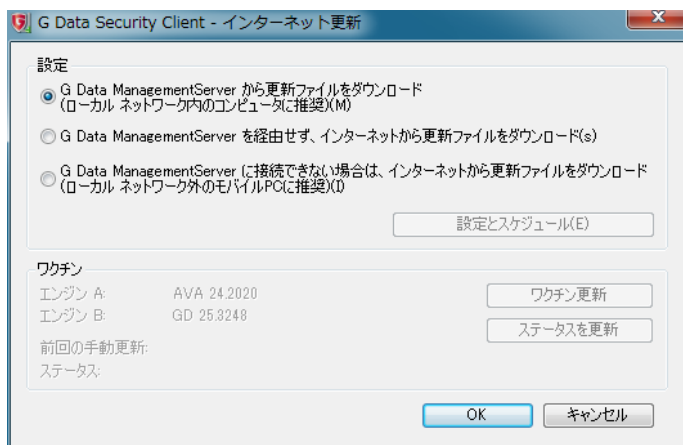 G Data Security Client - インターネット更新
設定
G Data ManagementServer から更新ファイルをダウンロード
(ローカル ネットワーク内のコンピュータに推奨)(M)
G Data ManagementServer を経由せず、インターネットから更新ファイルをダウンロード(s)
G Data ManagementServer に接続できない場合は、インターネットから更新ファイルをダウンロード
(ローカル ネットワーク外のモバイルPCに推奨)(I)
設定とスケジュール(E)
ワクチン
エンジン A: AVA 24.2020
ワクチン更新
エンジン B: GD 25.3248
ステータスを更新
前回の手動更新:
ステータス:
OK キャンセル